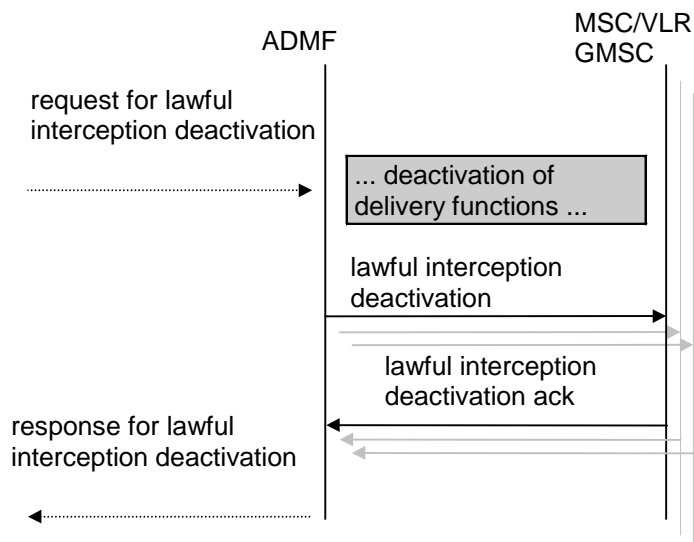 MSC/VLR
ADMF
GMSC
request for lawful
interception deactivation
... deactivation of
delivery functions ...
lawful interception
deactivation
lawful interception
deactivation ack
response for lawful
interception deactivation